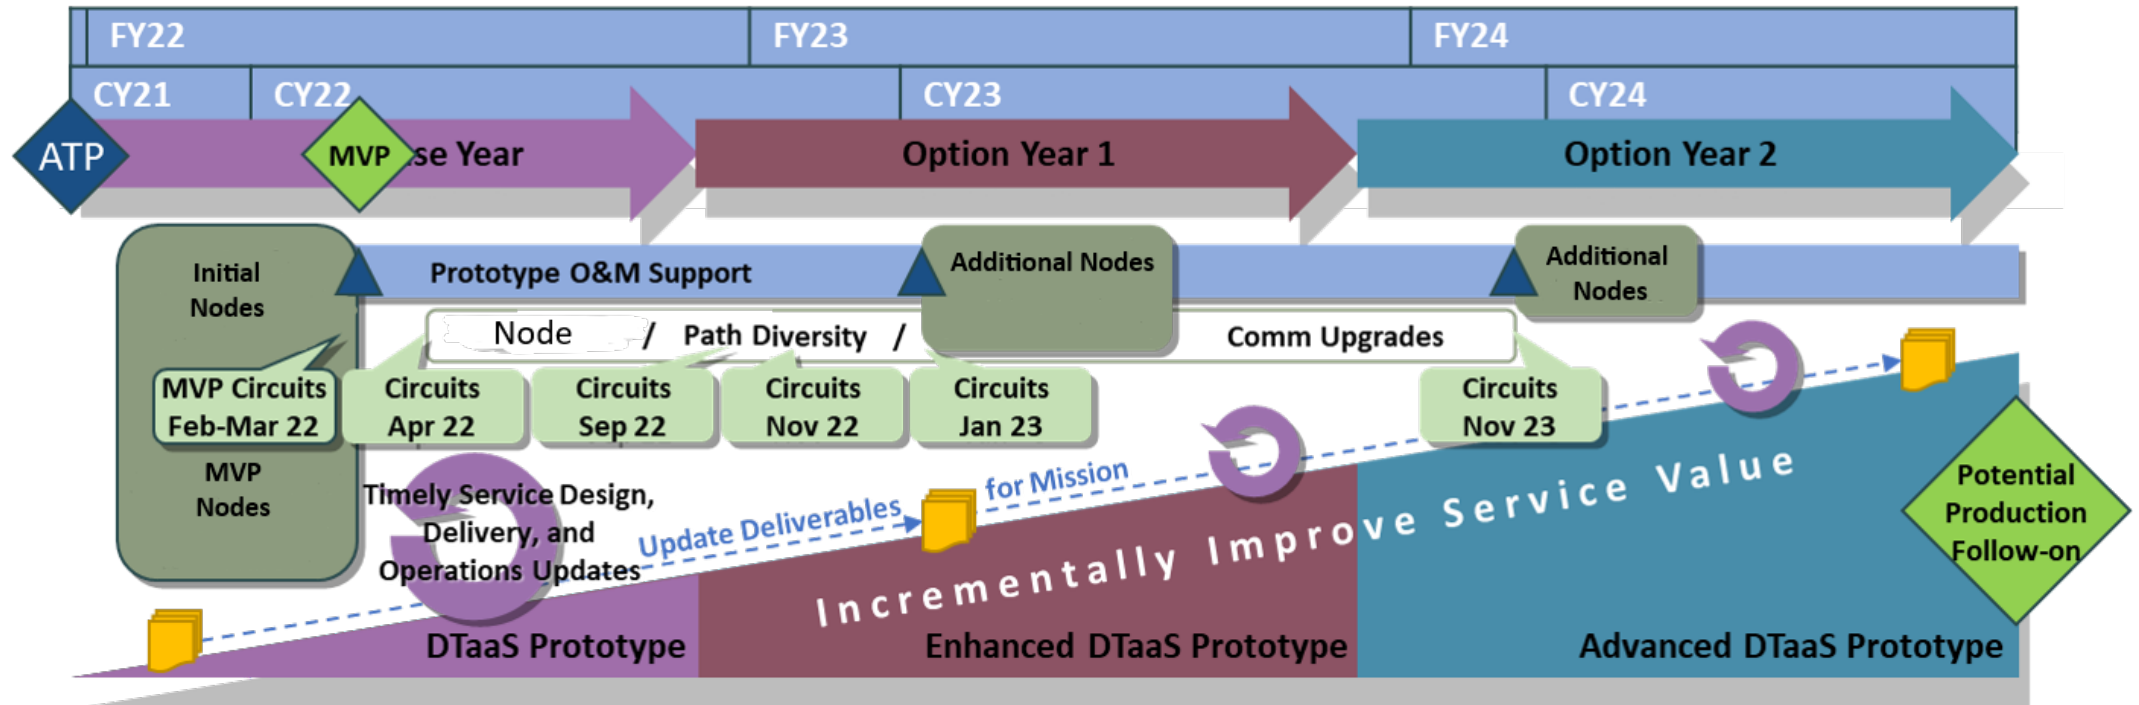 FY22
FY23
FY24
CY21
CY22
CY23
CY24
ATP
MVP
se Year
Option Year 1
Option Year 2
Initial
Nodes
Prototype O&M Support
Additional Nodes
Additional
Nodes
Node / Path Diversity / Comm Upgrades
MVP Circuits
Feb-Mar 22
Circuits
Apr 22
Circuits
Sep 22
Circuits
Nov 22
Circuits
Jan 23
Circuits
Nov 23
MVP
Nodes
Timely Service Design,
Delivery, and
Operations Updates
Update Deliverables for Mission
Incrementally Improve Service Value
Potential
Production
Follow-on
DTaaS Prototype
Enhanced DTaaS Prototype
Advanced DTaaS Prototype